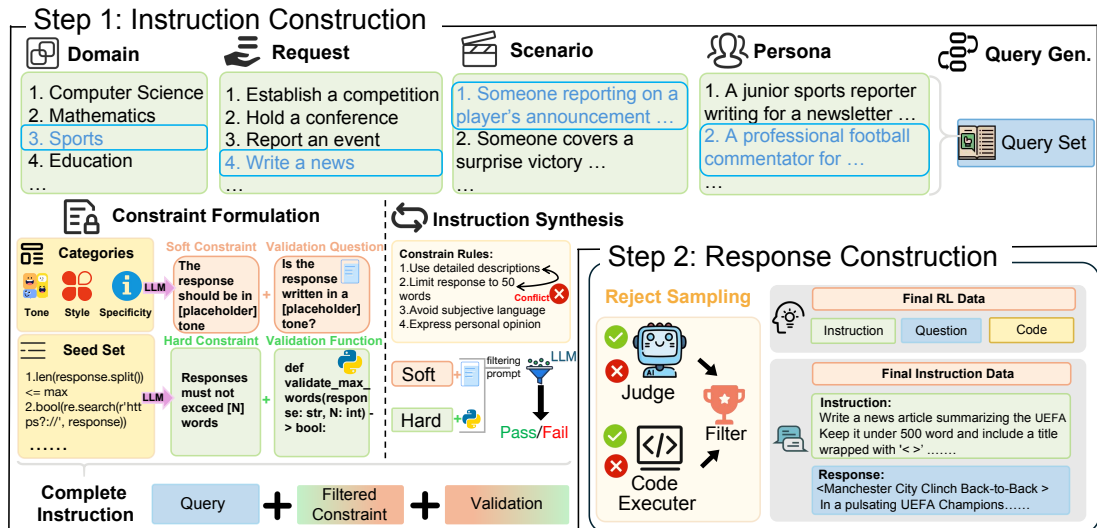 Step 1: Instruction Construction
Domain
1. Computer Science
2. Mathematics
3. Sports
4. Education
…
Request
1. Establish a competition
2. Hold a conference
3. Report an event
4. Write a news
…
Scenario
1. Someone reporting on a
player's announcement …
2. Someone covers a
surprise victory …
…
Persona
1. A junior sports reporter
writing for a newsletter …
2. A professional football
commentator for …
…
Query Gen.
Query Set
Constraint Formulation
Categories
Tone
Style
Specificity
LLM
Soft Constraint
The
response
should be in
[placeholder]
tone
+
Validation Question
Is the
response
written in a
[placeholder]
tone?
Seed Set
1.len(response.split())
<= max
2.bool(re.search(r'htt
ps?://', response))
……
LLM
Hard Constraint
Responses
must not
exceed [N]
words
+
Validation Function
def
validate_max_
words(respon
se: str, N: int) -
> bool:
Instruction Synthesis
Constrain Rules:
1.Use detailed descriptions
2.Limit response to 50
words
3.Avoid subjective language
4.Express personal opinion
Conflict
Soft
+
Hard
+
filtering
prompt
LLM
Pass/Fail
Complete
Instruction
Query
+
Filtered
Constraint
+
Validation
Step 2: Response Construction
Reject Sampling
AI
Judge
Code
Executer
Filter
Final RL Data
Instruction
Question
Code
Final Instruction Data
Instruction:
Write a news article summarizing the UEFA
Keep it under 500 word and include a title
wrapped with '< >' …….
Response:
<Manchester City Clinch Back-to-Back >
In a pulsating UEFA Champions……